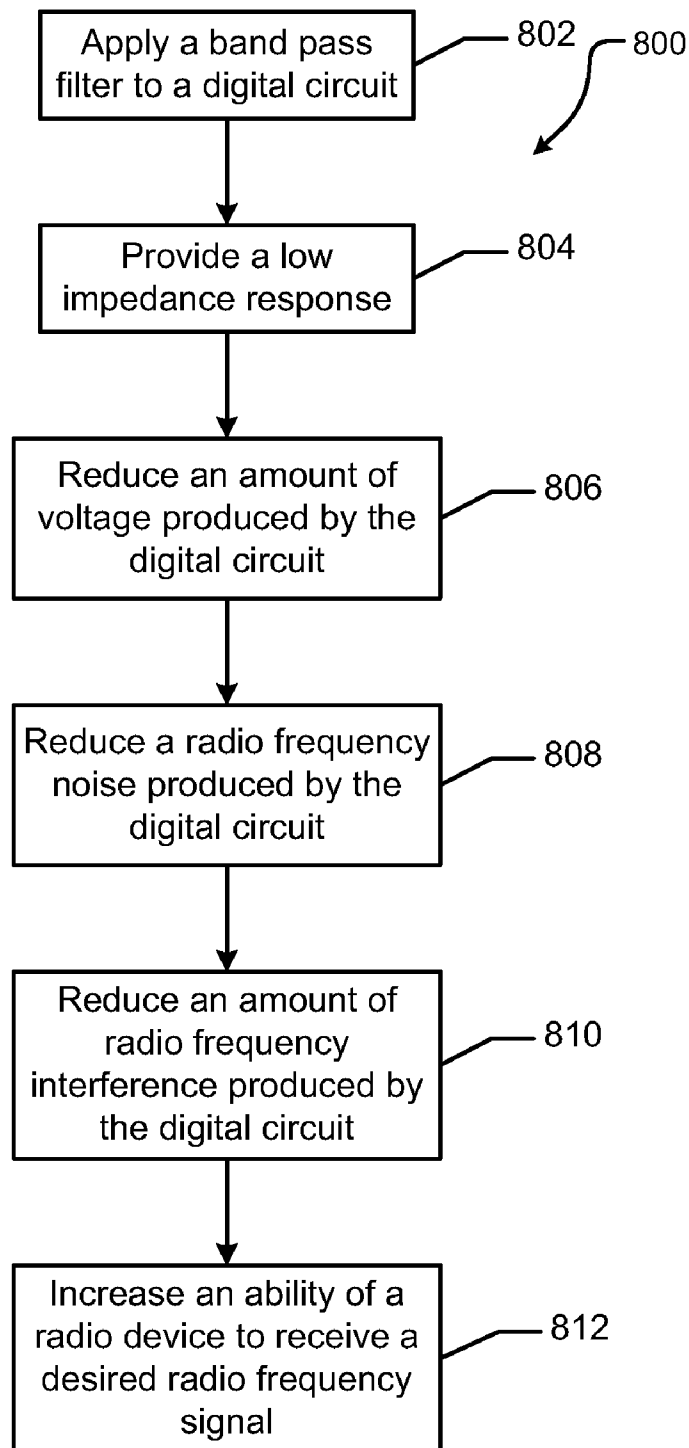 Apply a band pass
filter to a digital circuit
802
800
Provide a low
impedance response
804
Reduce an amount of
voltage produced by the
digital circuit
806
Reduce a radio frequency
noise produced by the
digital circuit
808
Reduce an amount of
radio frequency
interference produced by
the digital circuit
810
Increase an ability of a
radio device to receive a
desired radio frequency
signal
812